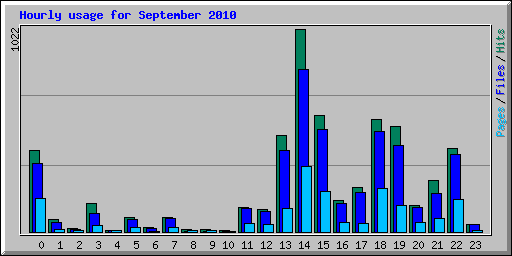 Hourly usage for September 2010
1022
Pages / Files / Hits
0 1 2 3 4 5 6 7 8 9 10 11 12 13 14 15 16 17 18 19 20 21 22 23